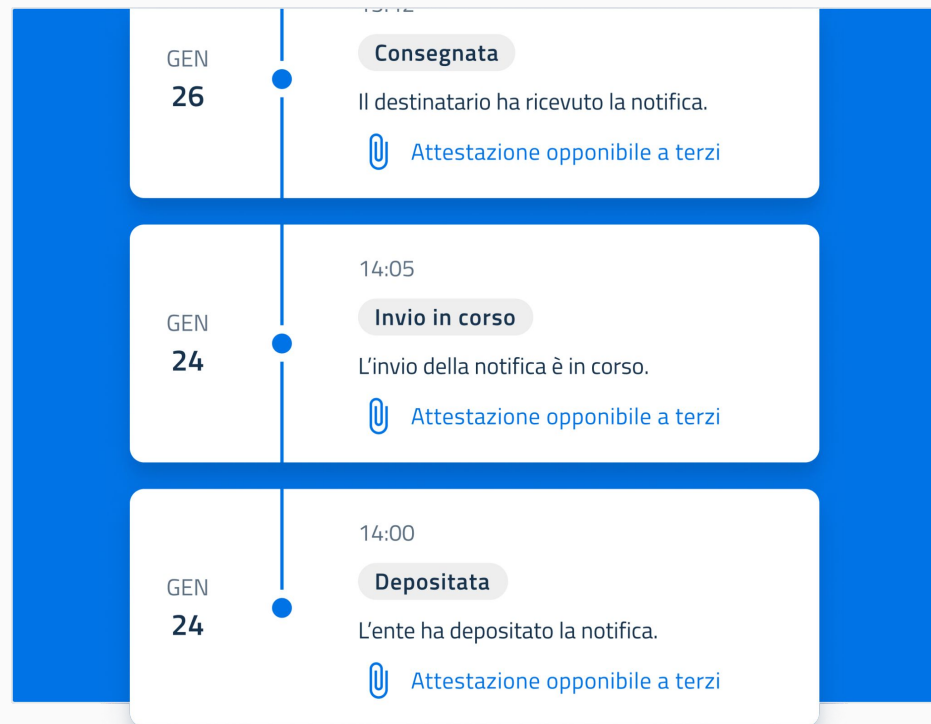 GEN
26
Consegnata
Il destinatario ha ricevuto la notifica.
Attestazione opponibile a terzi
14:05
GEN
24
Invio in corso
L'invio della notifica è in corso.
Attestazione opponibile a terzi
14:00
GEN
24
Depositata
L'ente ha depositato la notifica.
Attestazione opponibile a terzi